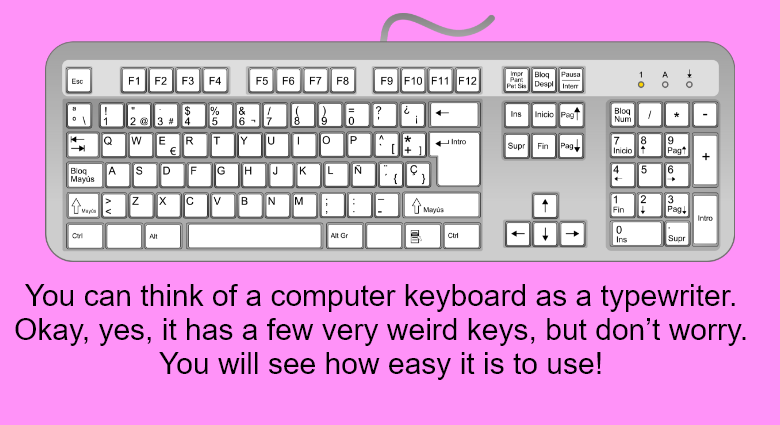 Esc F1 F2 F3 F4 F5 F6 F7 F8 F9 F10 F11 F12 Impr Pant Pet Sis Bloq Despl Pausa Interr 1 A ↓
ª º \ ! 1 " 2 @ · 3 # $ 4 % 5 & 6 ¬ / 7 ( 8 ) 9 = 0 ? ' ¿ ¡ ← Ins Inicio Pag↑ Bloq Num / * -
Q W E € R T Y U I O P ^ ` [ * + ] ↵ Intro Supr Fin Pag↓ 7 Inicio 8 ↑ 9 Pag↑ +
Bloq Mayús A S D F G H J K L Ñ ¨ ´ { Ç } 4 ← 5 6 →
Mayús > < Z X C V B N M ; , : . _ - Mayús ↑ 1 Fin 2 ↓ 3 Pag↓ Intro
Ctrl Alt Alt Gr Ctrl ← ↓ → 0 Ins . Supr
You can think of a computer keyboard as a typewriter.
Okay, yes, it has a few very weird keys, but don’t worry.
You will see how easy it is to use!